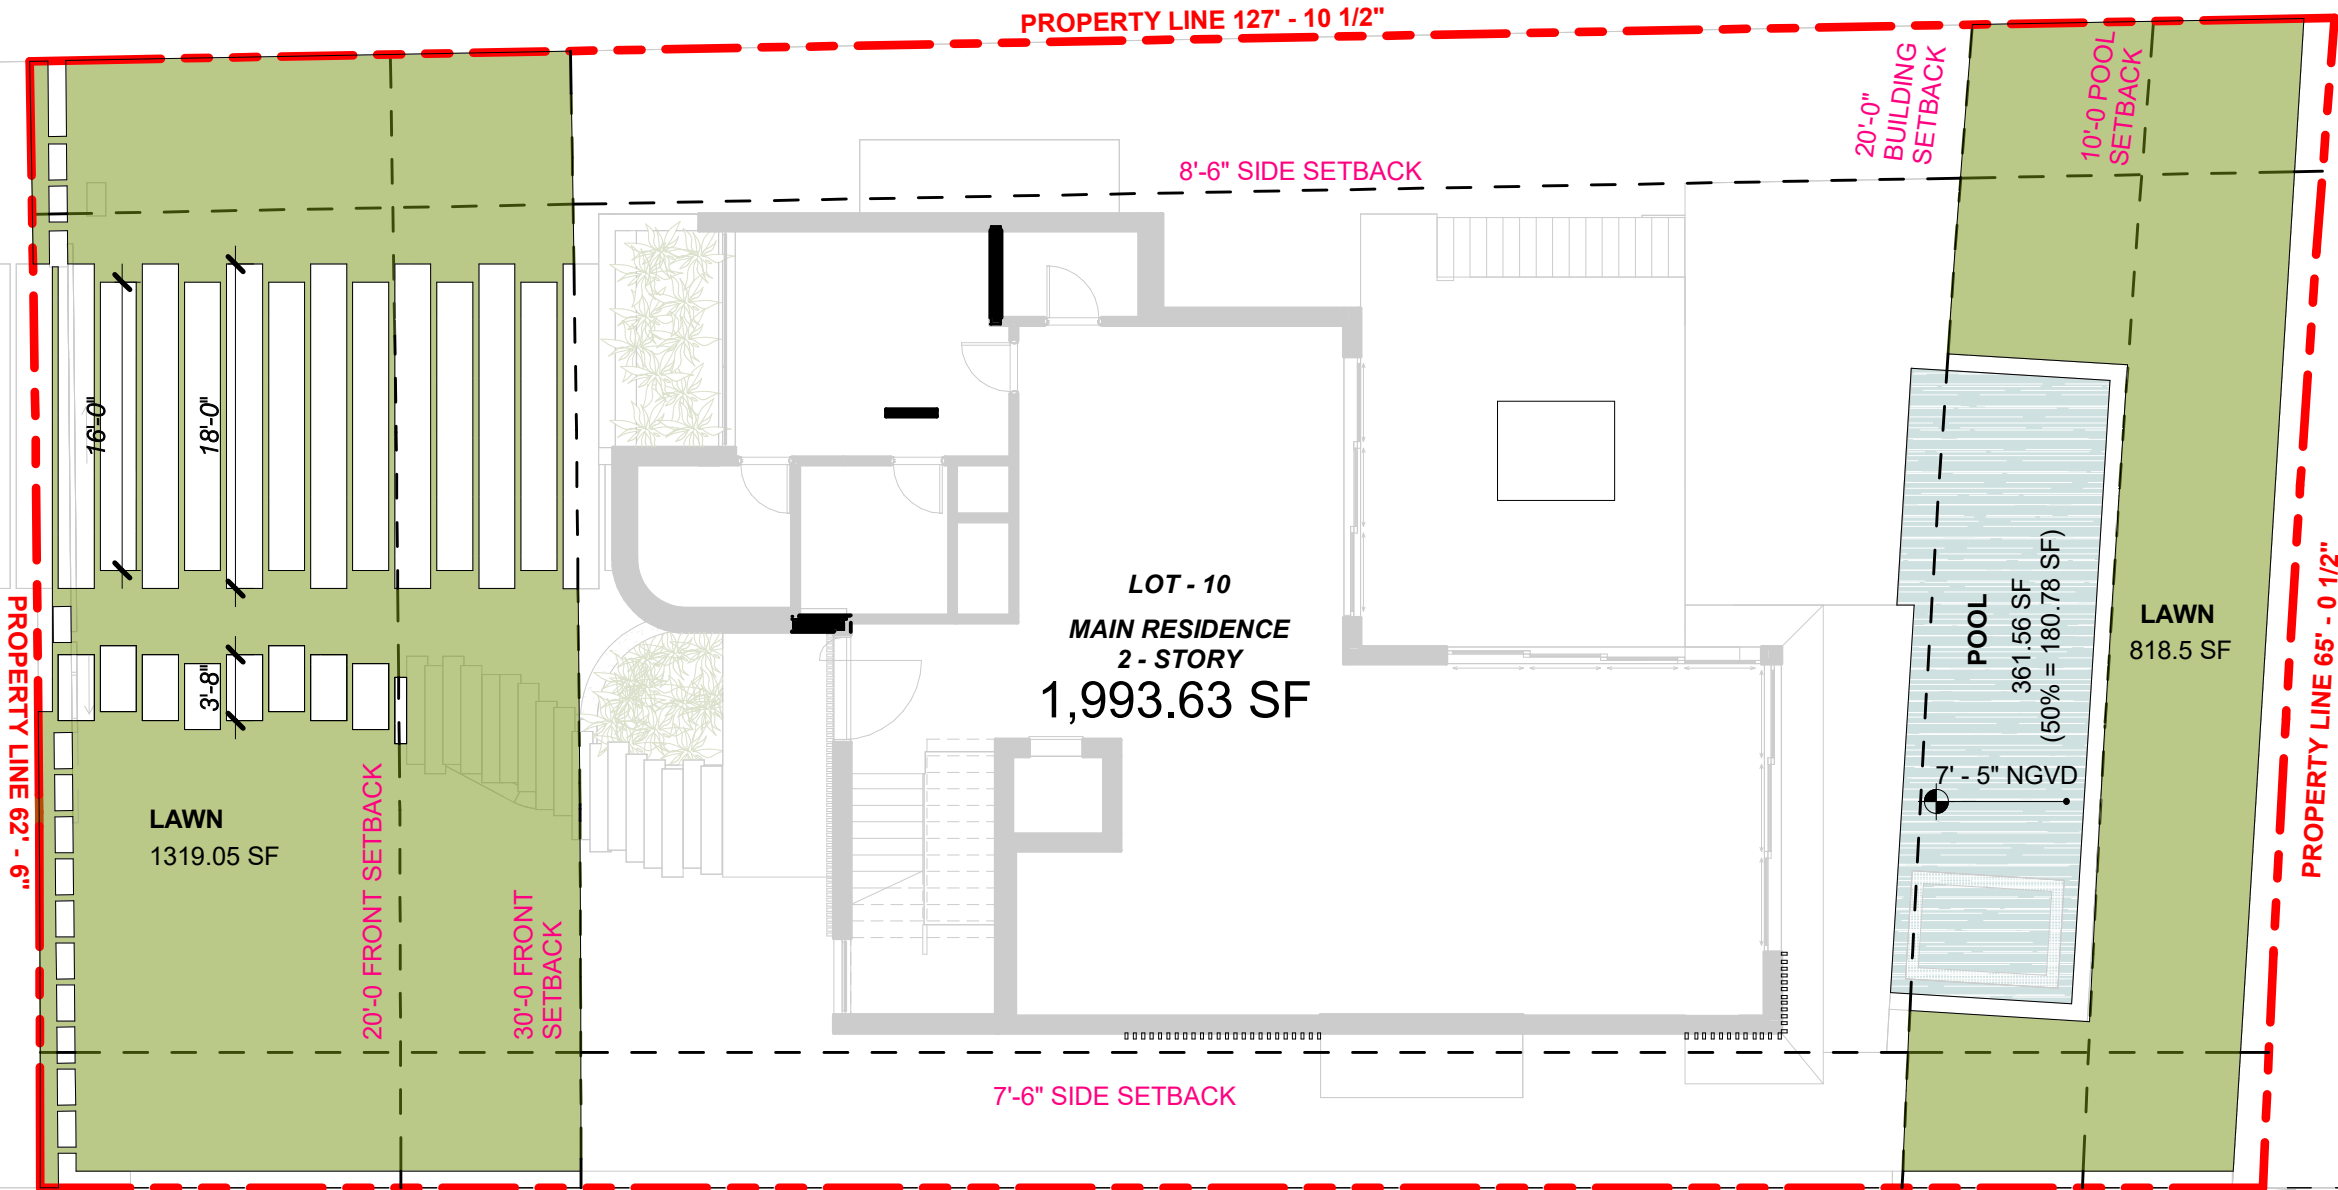 PROPERTY LINE 127' - 10 1/2"
20'-0"
BUILDING
SETBACK
10'-0 POOL
SETBACK
8'-6" SIDE SETBACK
16'-0"
18'-0"
3'-8"
PROPERTY LINE 62' - 6"
LAWN
1319.05 SF
20'-0 FRONT SETBACK
30'-0 FRONT
SETBACK
LOT - 10
MAIN RESIDENCE
2 - STORY
1,993.63 SF
POOL
361.56 SF
(50% = 180.78 SF)
7' - 5" NGVD
LAWN
818.5 SF
PROPERTY LINE 65' - 0 1/2"
7'-6" SIDE SETBACK